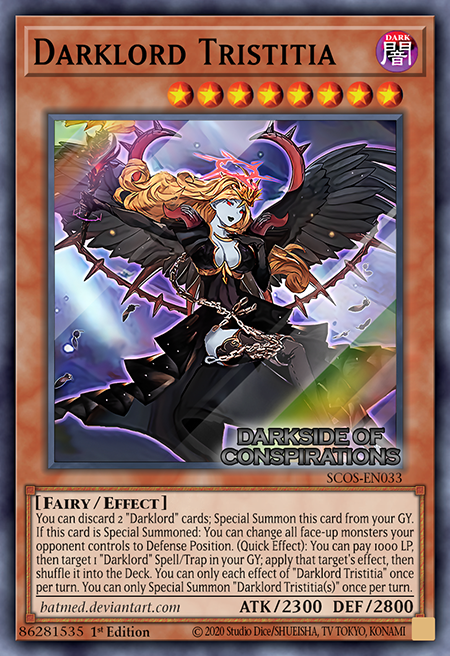 DARKLORD TRISTITIA
DARK
闇
DARKSIDE OF
CONSPIRATIONS
SCOS-EN033
[FAIRY / EFFECT]
You can discard 2 "Darklord" cards; Special Summon this card from your GY.
If this card is Special Summoned: You can change all face-up monsters your
opponent controls to Defense Position. (Quick Effect): You can pay 1000 LP,
then target 1 "Darklord" Spell/Trap in your GY; apply that target's effect, then
shuffle it into the Deck. You can only each effect of "Darklord Tristitia" once
per turn. You can only Special Summon "Darklord Tristitia(s)" once per turn.
batmed.deviantart.com ATK/2300 DEF/2800
86281535 1st Edition ©2020 Studio Dice/SHUEISHA, TV TOKYO, KONAMI